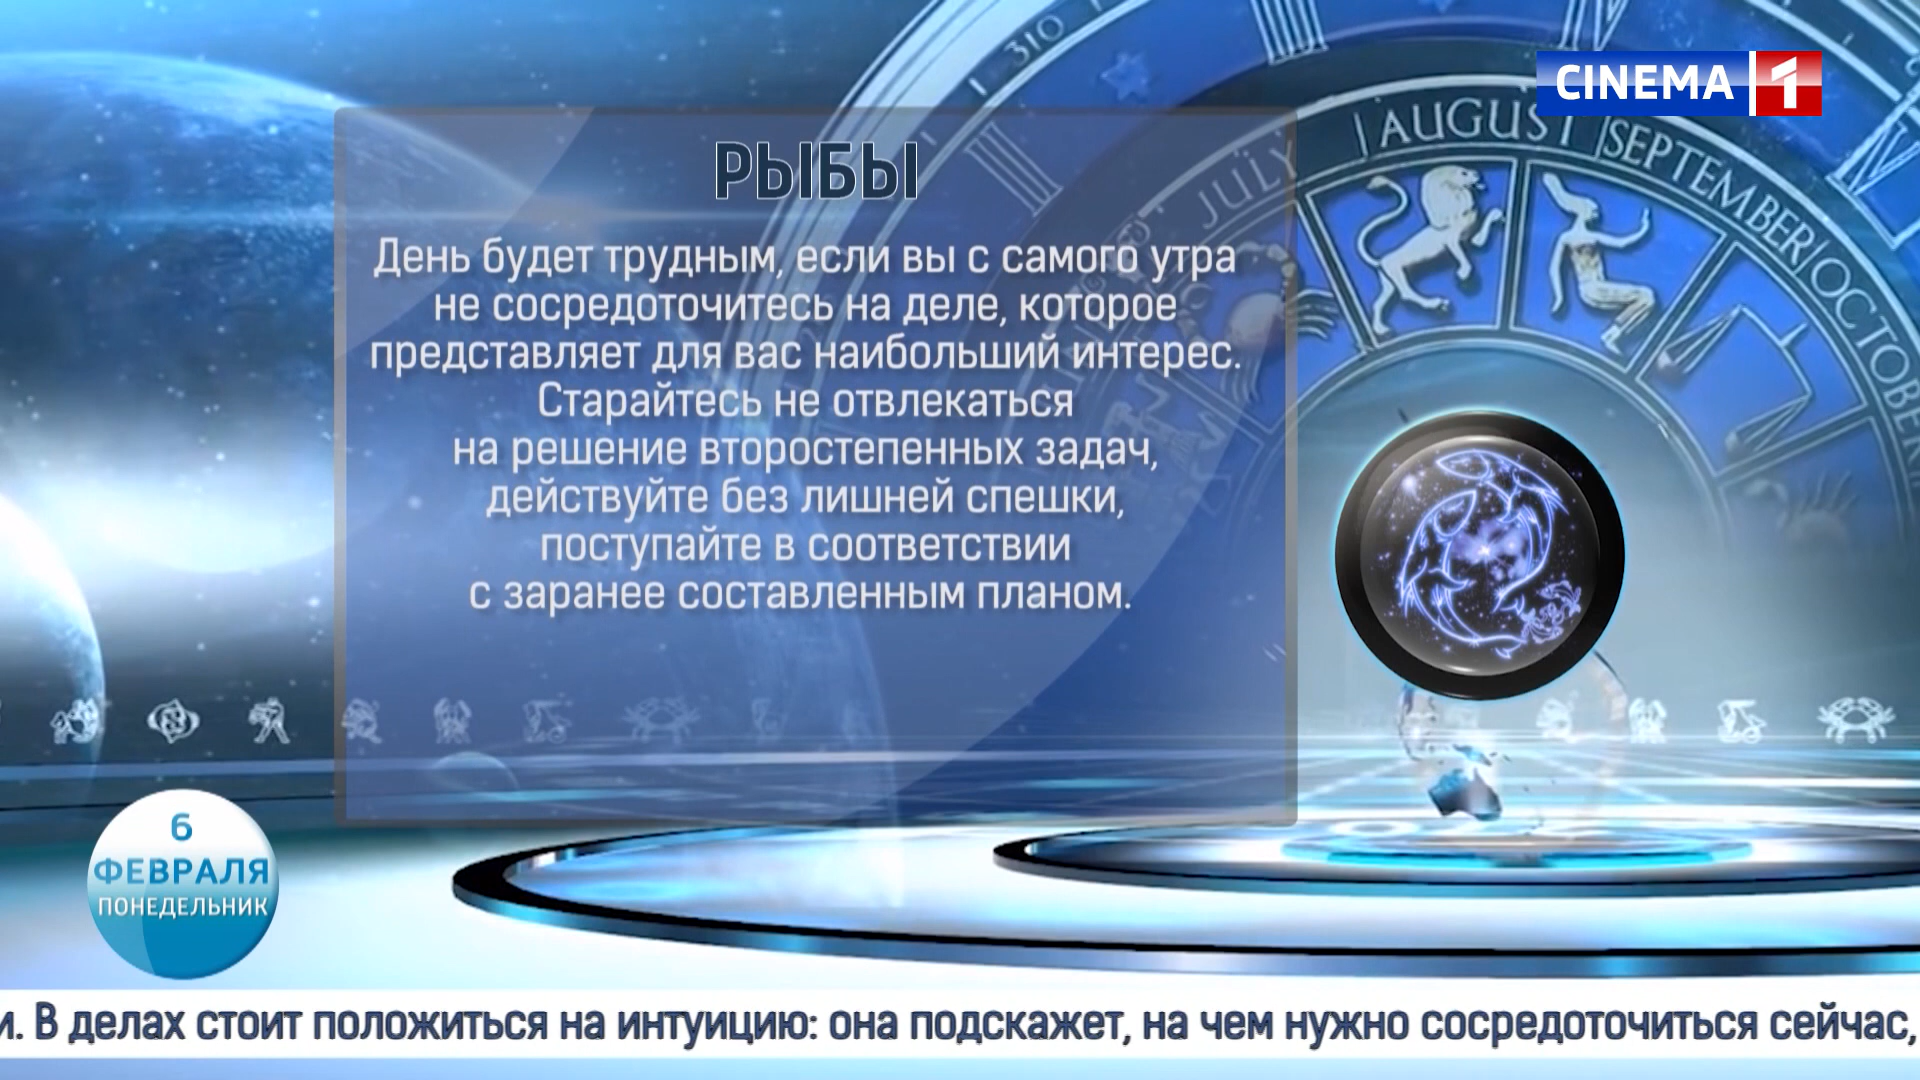 310
CINEMA 1
JULY
AUGUST
SEPTEMBER
OCTOBER
РЫБЫ
День будет трудным, если вы с самого утра
не сосредоточитесь на деле, которое
представляет для вас наибольший интерес.
Старайтесь не отвлекаться
на решение второстепенных задач,
действуйте без лишней спешки,
поступайте в соответствии
с заранее составленным планом.
6
ФЕВРАЛЯ
ПОНЕДЕЛЬНИК
и. В делах стоит положиться на интуицию: она подскажет, на чем нужно сосредоточиться сейчас,